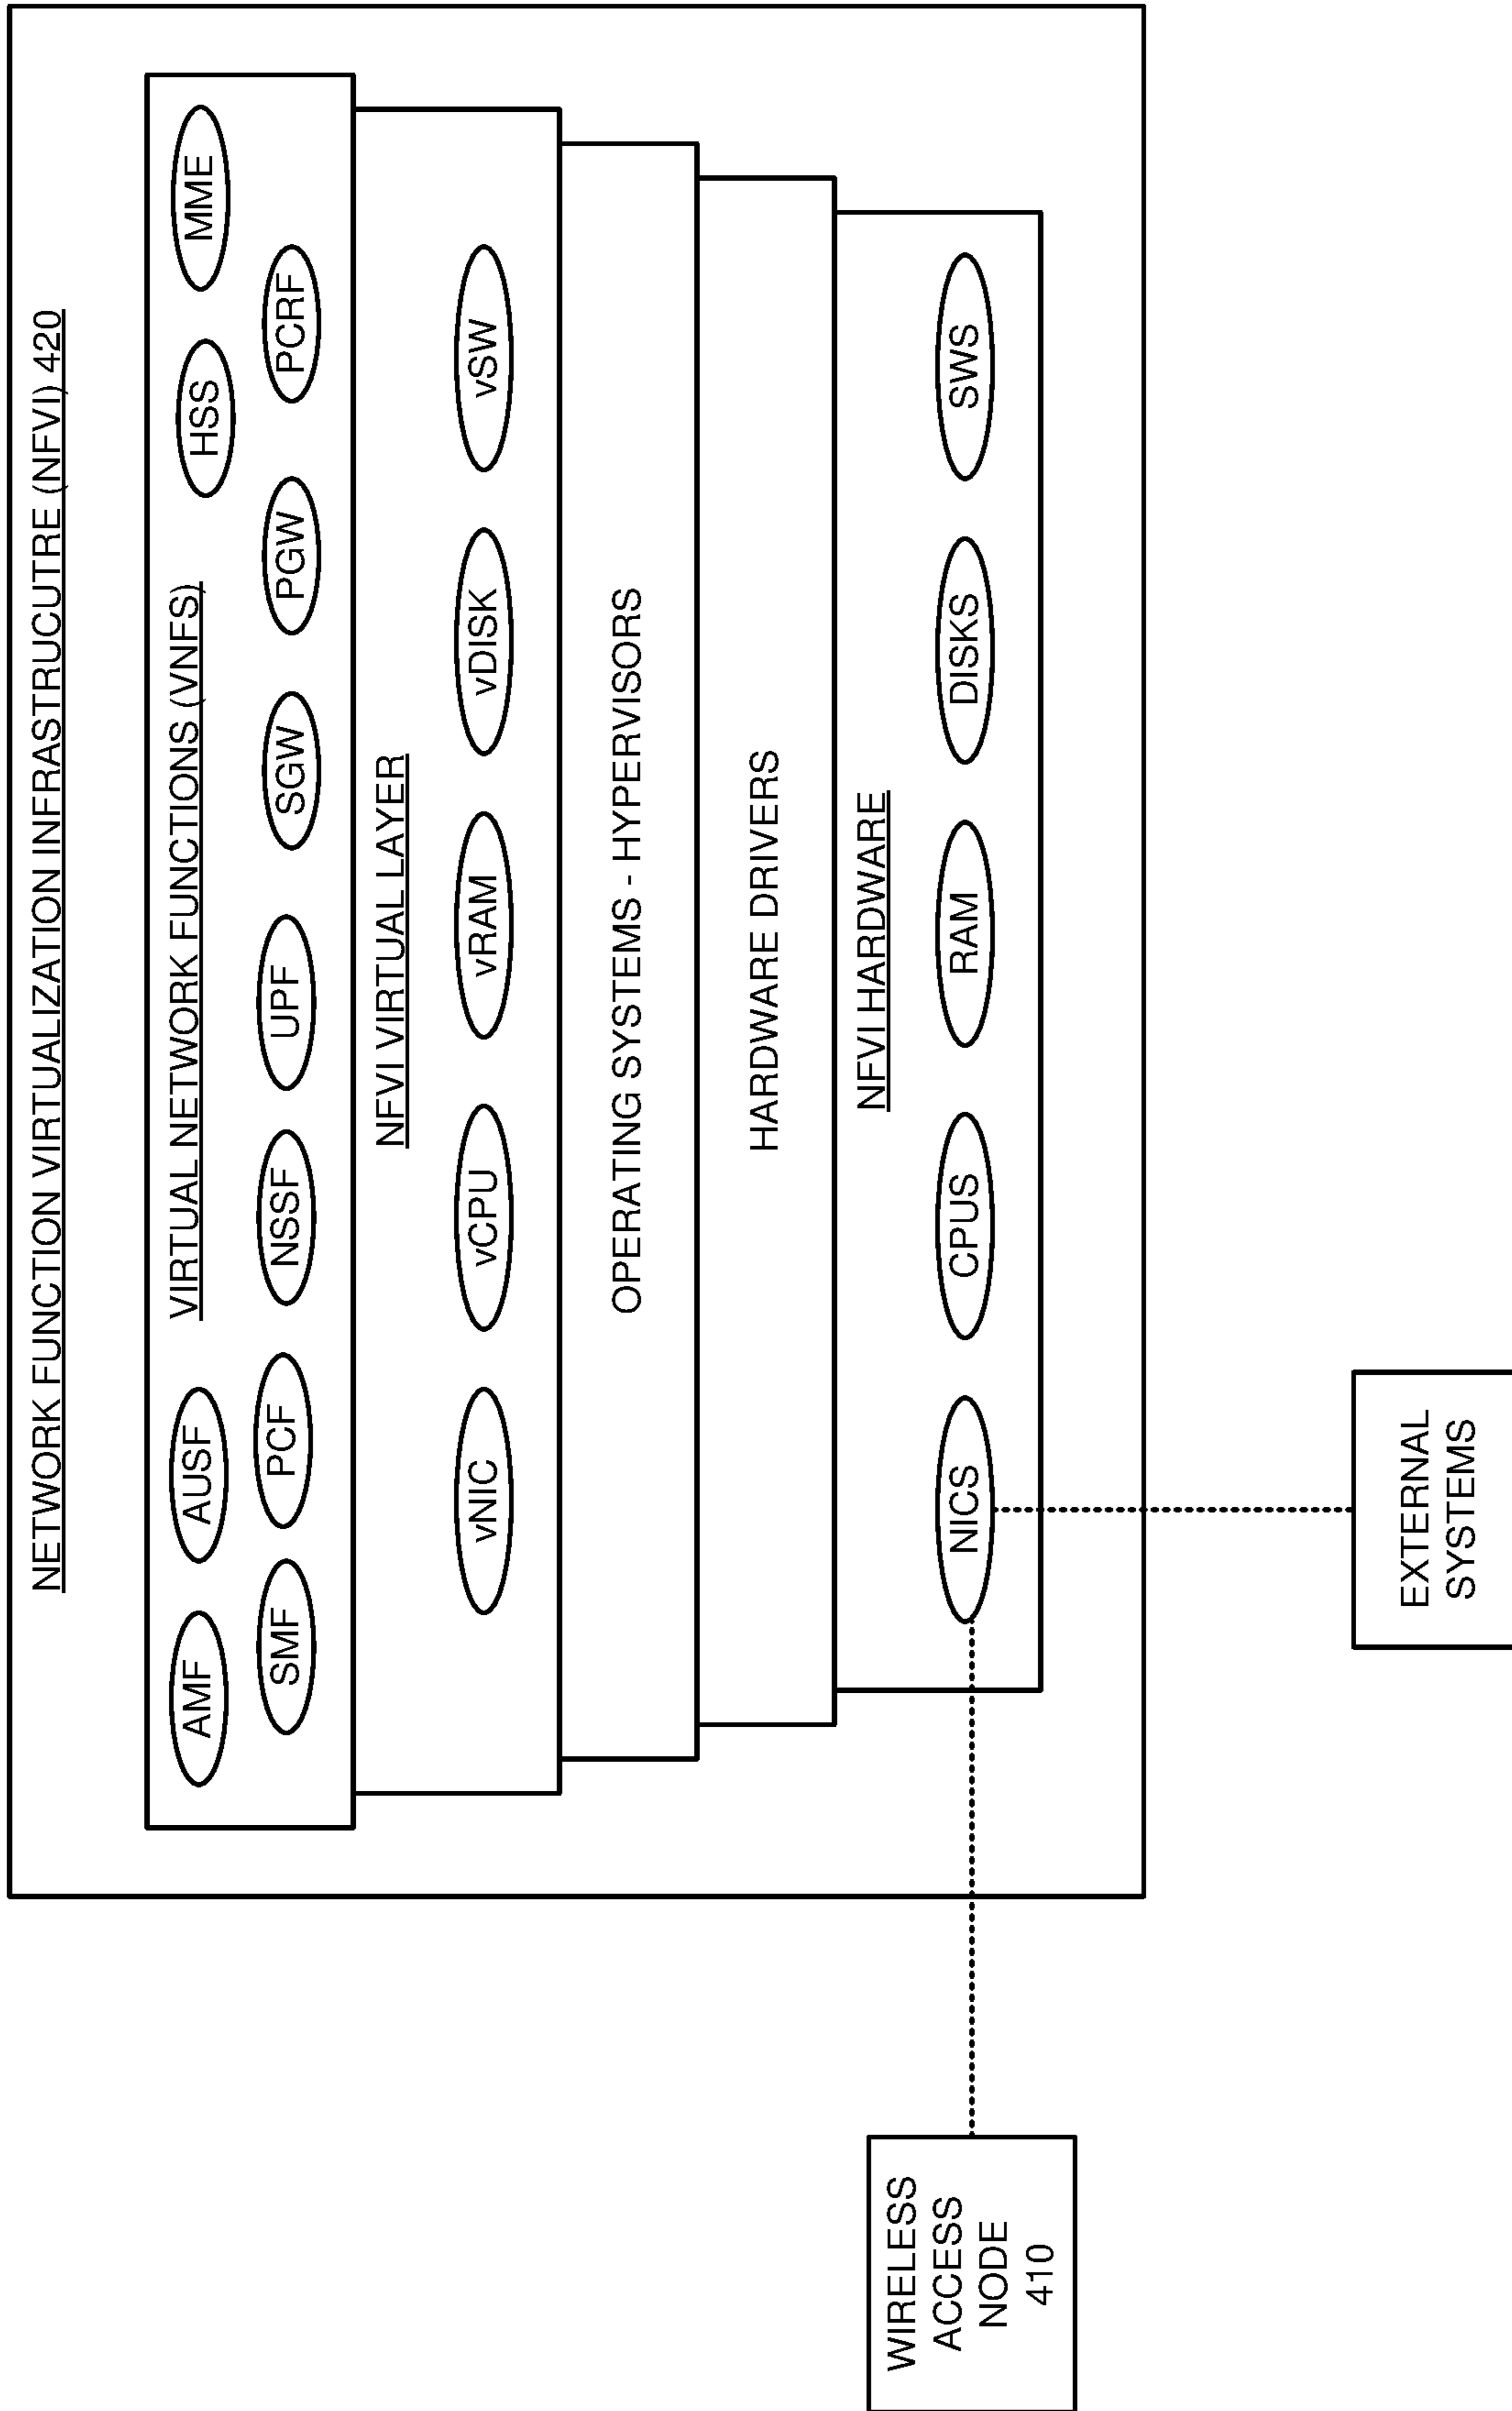 NETWORK FUNCTION VIRTUALIZATION INFRASTRUCUTRE (NFVI) 420
VIRTUAL NETWORK FUNCTIONS (VNFS)
AMF
AUSF
HSS
MME
SMF
PCF
NSSF
UPF
SGW
PGW
PCRF
NFVI VIRTUAL LAYER
vNIC
vCPU
vRAM
vDISK
vSW
OPERATING SYSTEMS - HYPERVISORS
HARDWARE DRIVERS
NFVI HARDWARE
NICS
CPUS
RAM
DISKS
SWS
WIRELESS
ACCESS
NODE
410
EXTERNAL
SYSTEMS